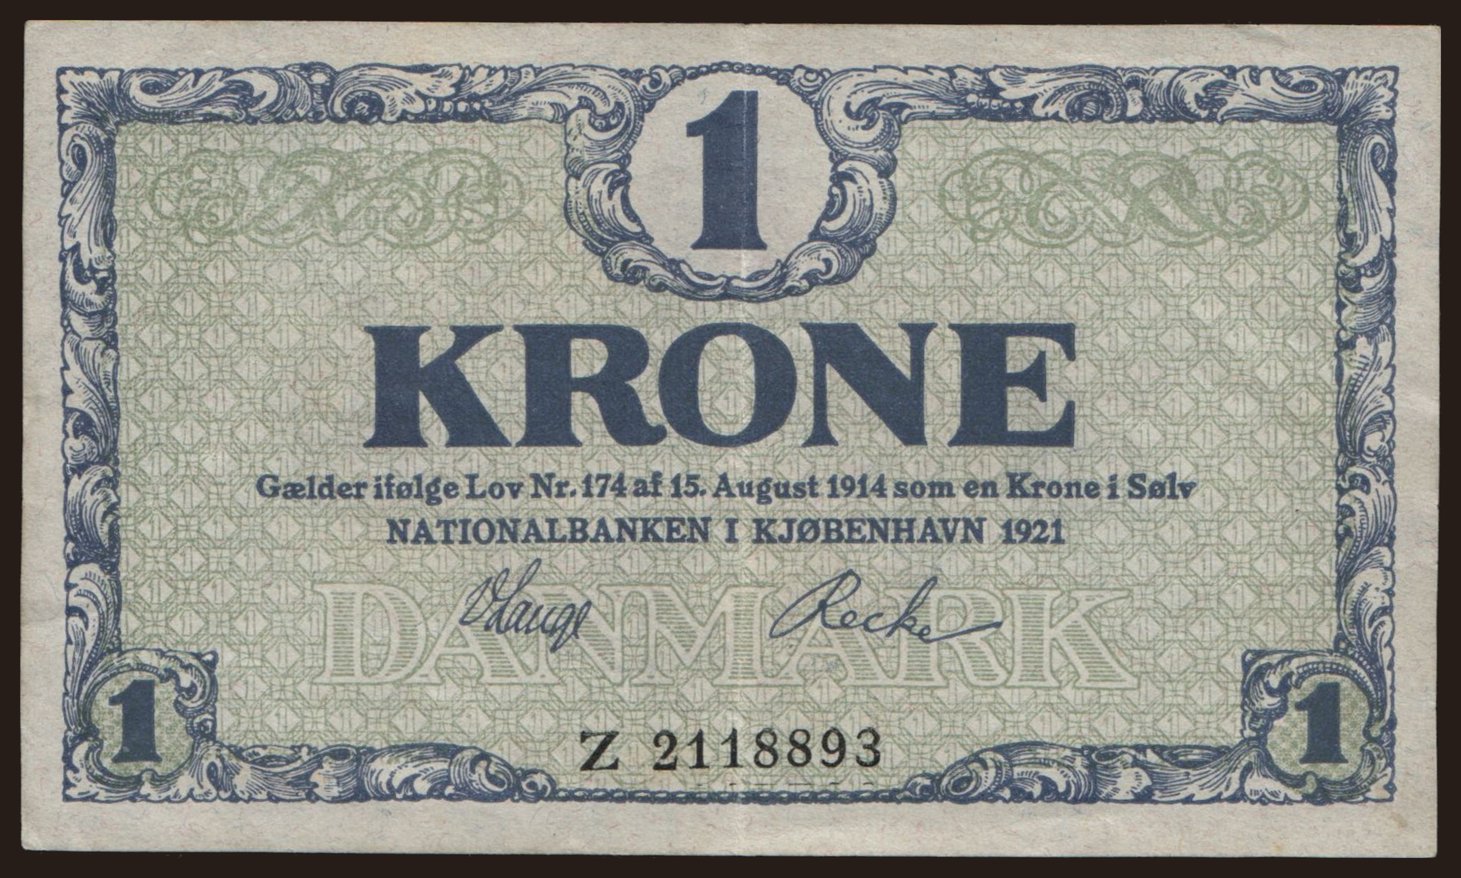 1
KRONE
Gælder ifølge Lov Nr. 174 af 15. August 1914 som en Krone i Sølv
NATIONALBANKEN I KJØBENHAVN 1921
V Lange Recke
DANMARK
1 1
Z 2118893